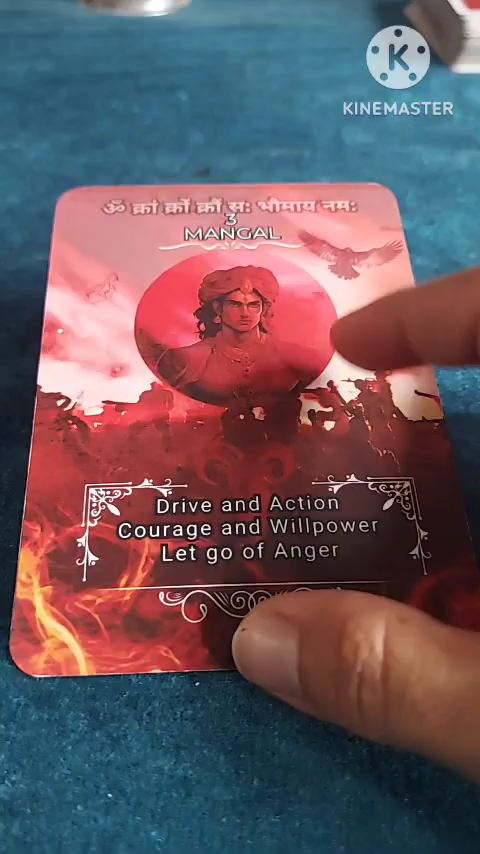 KINEMASTER
ॐ क्रां क्रीं क्रौं सः भौमाय नमः
3
MANGAL
Drive and Action
Courage and Willpower
Let go of Anger